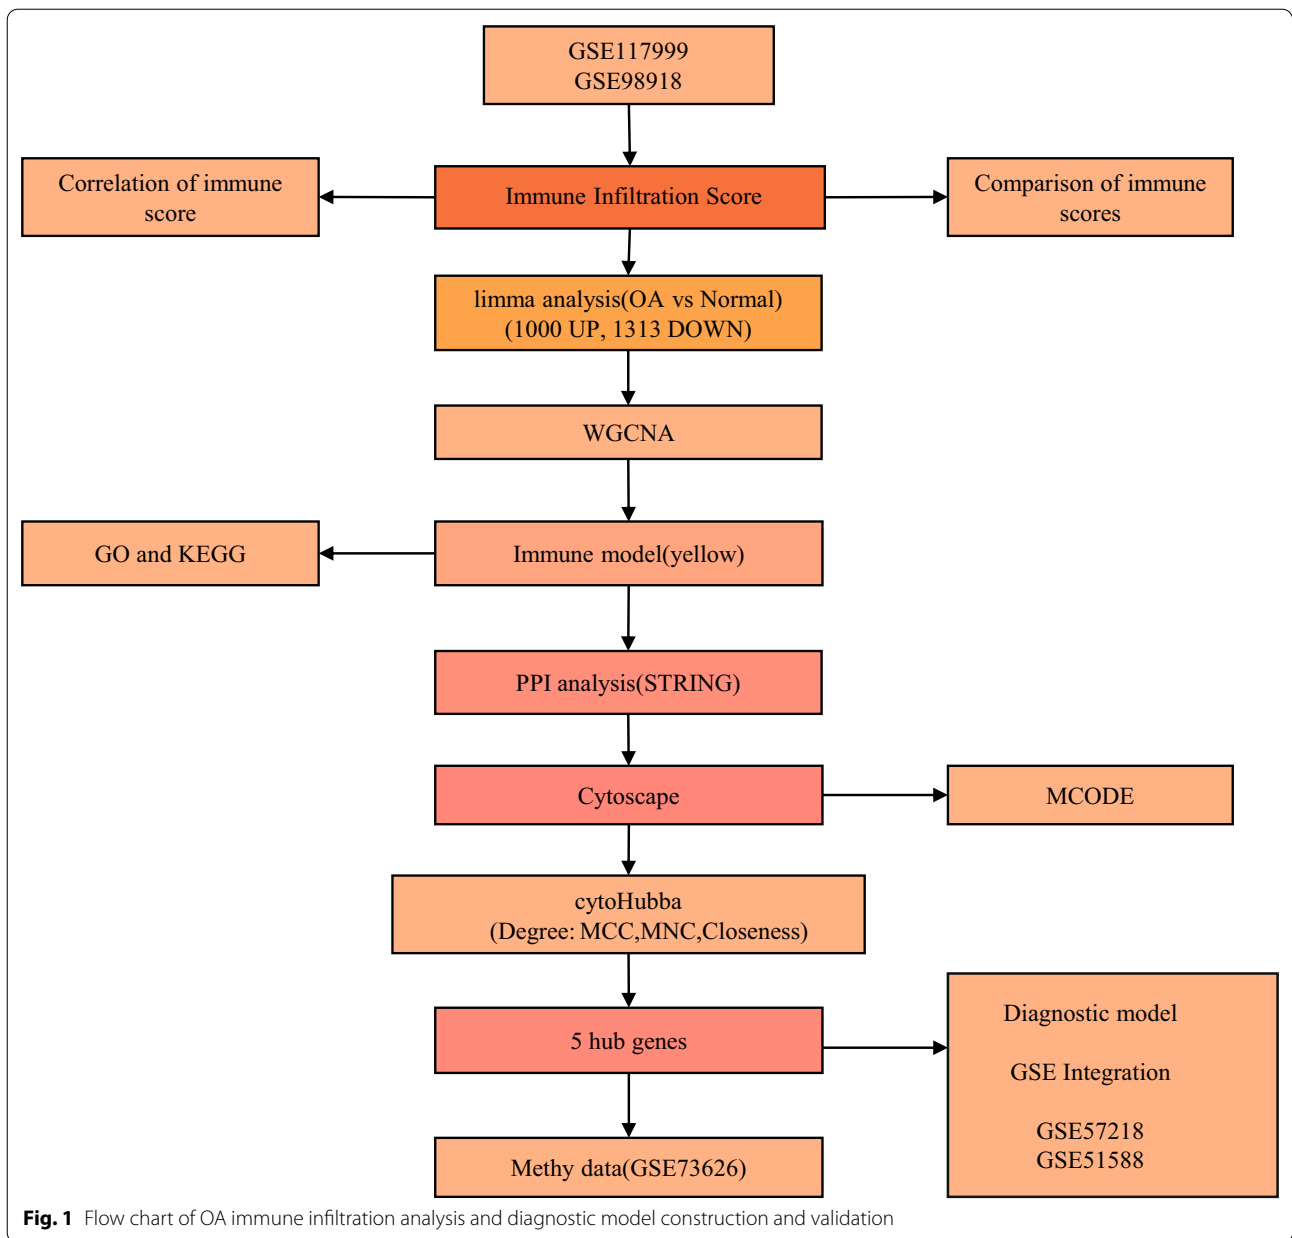 GSE117999
GSE98918
Correlation of immune
score
Immune Infiltration Score
Comparison of immune
scores
limma analysis(OA vs Normal)
(1000 UP, 1313 DOWN)
WGCNA
GO and KEGG
Immune model(yellow)
PPI analysis(STRING)
Cytoscape
MCODE
cytoHubba
(Degree: MCC,MNC,Closeness)
5 hub genes
Diagnostic model
GSE Integration
GSE57218
GSE51588
Methy data(GSE73626)
Fig. 1 Flow chart of OA immune infiltration analysis and diagnostic model construction and validation